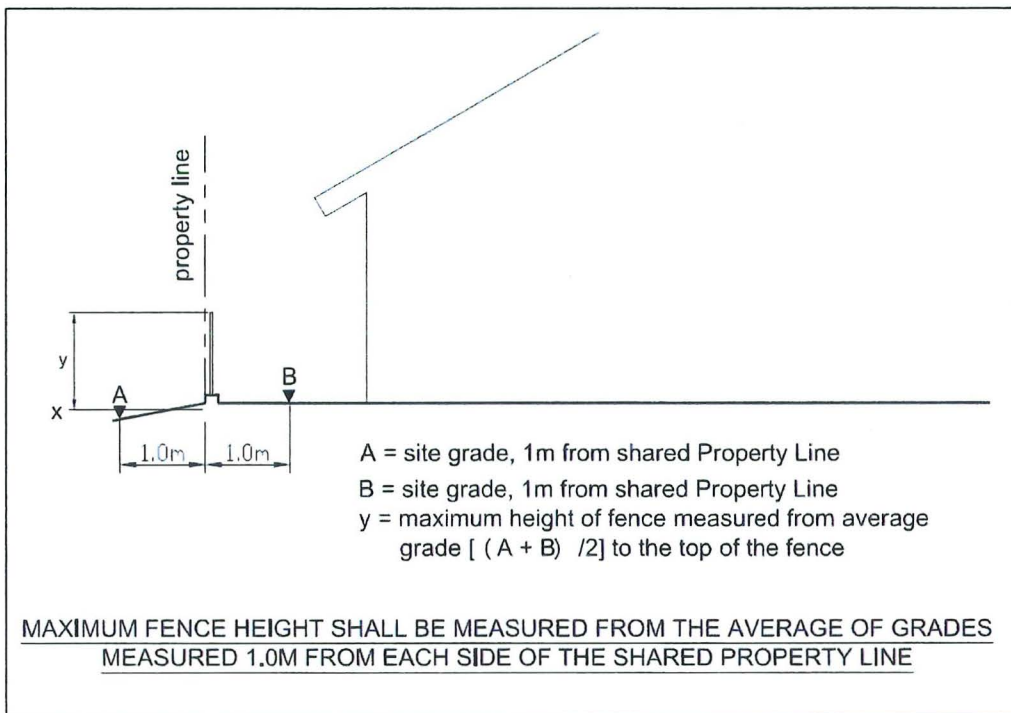 property line
y
A
B
x
1.0m 1.0m
A = site grade, 1m from shared Property Line
B = site grade, 1m from shared Property Line
y = maximum height of fence measured from average
grade [ ( A + B) /2] to the top of the fence
MAXIMUM FENCE HEIGHT SHALL BE MEASURED FROM THE AVERAGE OF GRADES
MEASURED 1.0M FROM EACH SIDE OF THE SHARED PROPERTY LINE